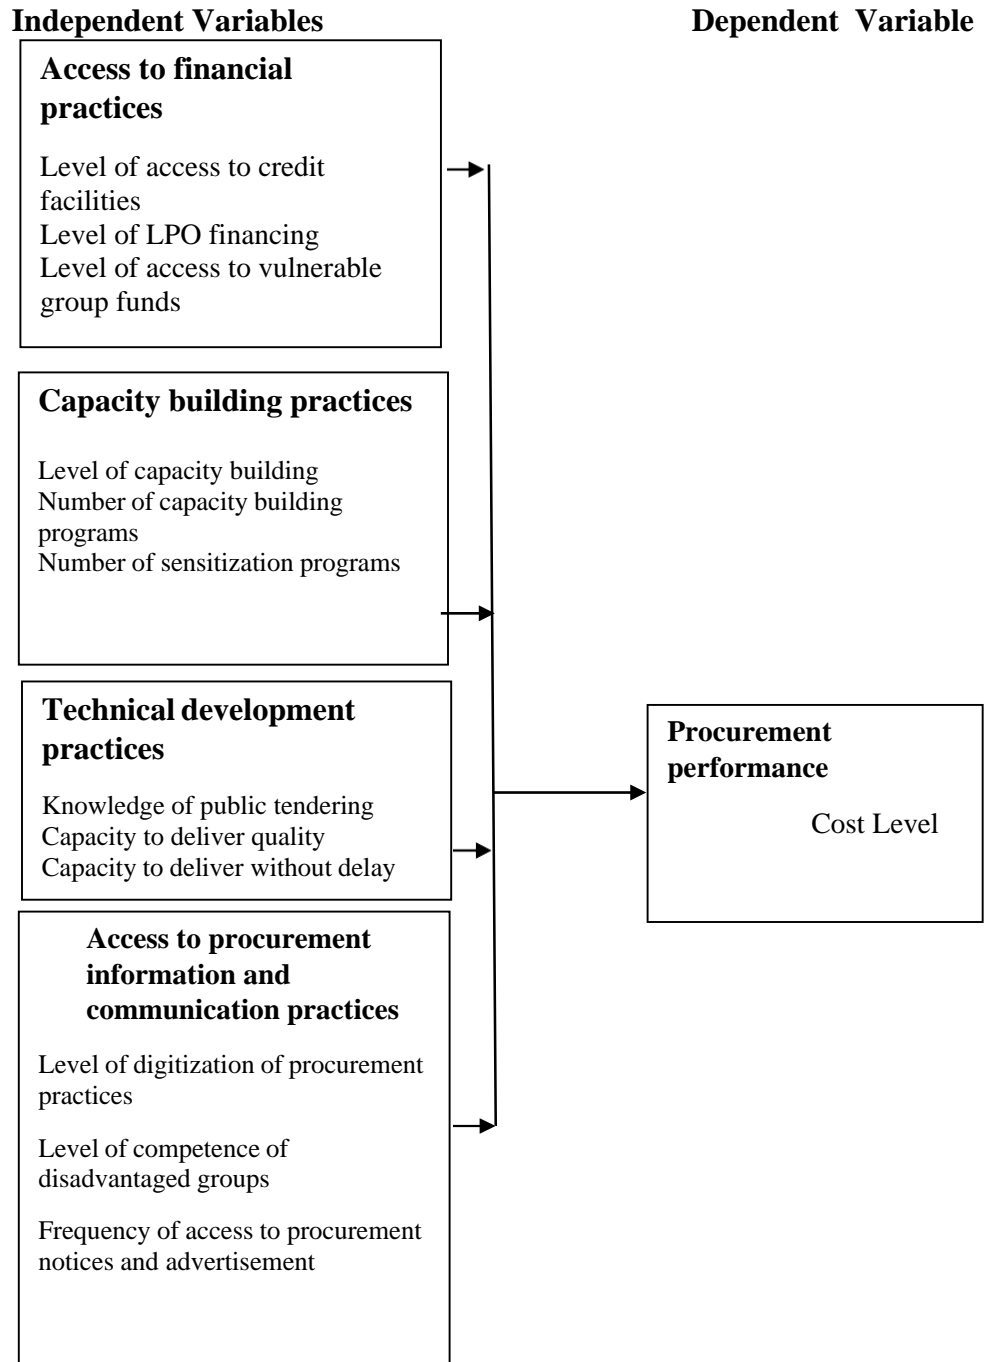 Independent Variables
Dependent Variable
Access to financial
practices
Level of access to credit
facilities
Level of LPO financing
Level of access to vulnerable
group funds
Capacity building practices
Level of capacity building
Number of capacity building
programs
Number of sensitization programs
Technical development
practices
Knowledge of public tendering
Capacity to deliver quality
Capacity to deliver without delay
Procurement
performance
Cost Level
Access to procurement
information and
communication practices
Level of digitization of procurement
practices
Level of competence of
disadvantaged groups
Frequency of access to procurement
notices and advertisement